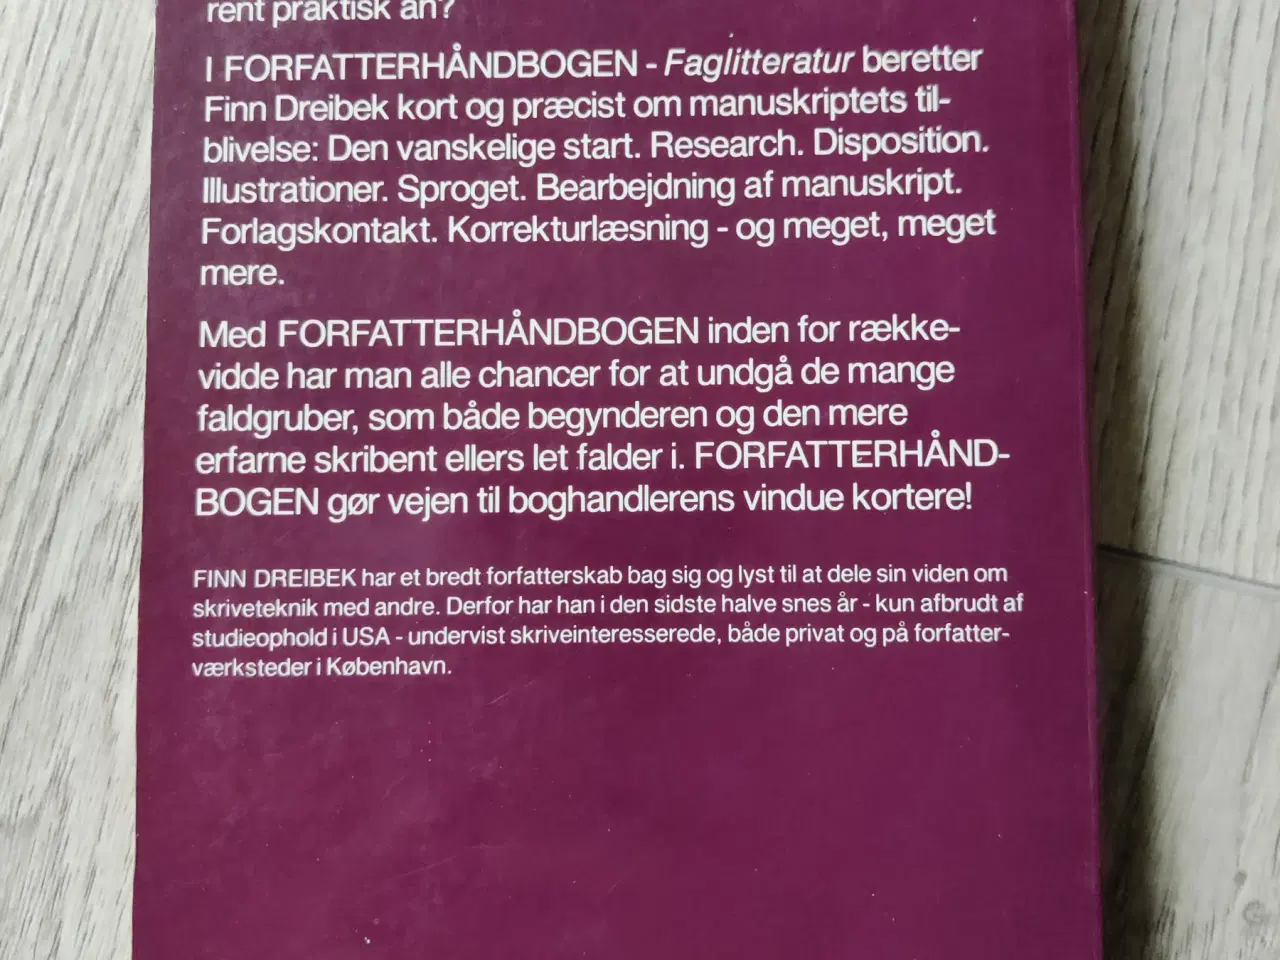 rent praktisk an?
I FORFATTERHÅNDBOGEN - Faglitteratur beretter
Finn Dreibek kort og præcist om manuskriptets til-
blivelse: Den vanskelige start. Research. Disposition.
Illustrationer. Sproget. Bearbejdning af manuskript.
Forlagskontakt. Korrekturlæsning - og meget, meget
mere.
Med FORFATTERHÅNDBOGEN inden for række-
vidde har man alle chancer for at undgå de mange
faldgruber, som både begynderen og den mere
erfarne skribent ellers let falder i. FORFATTERHÅND-
BOGEN gør vejen til boghandlerens vindue kortere!
FINN DREIBEK har et bredt forfatterskab bag sig og lyst til at dele sin viden om
skriveteknik med andre. Derfor har han i den sidste halve snes år - kun afbrudt af
studieophold i USA - undervist skriveinteresserede, både privat og på forfatter-
værksteder i København.